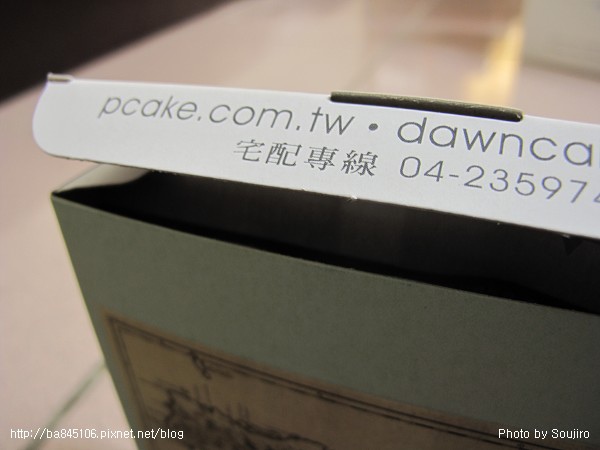 pcake.com.tw • dawnca
宅配專線 04-235974
http://ba845106.pixnet.net/blog
Photo by Soujiro